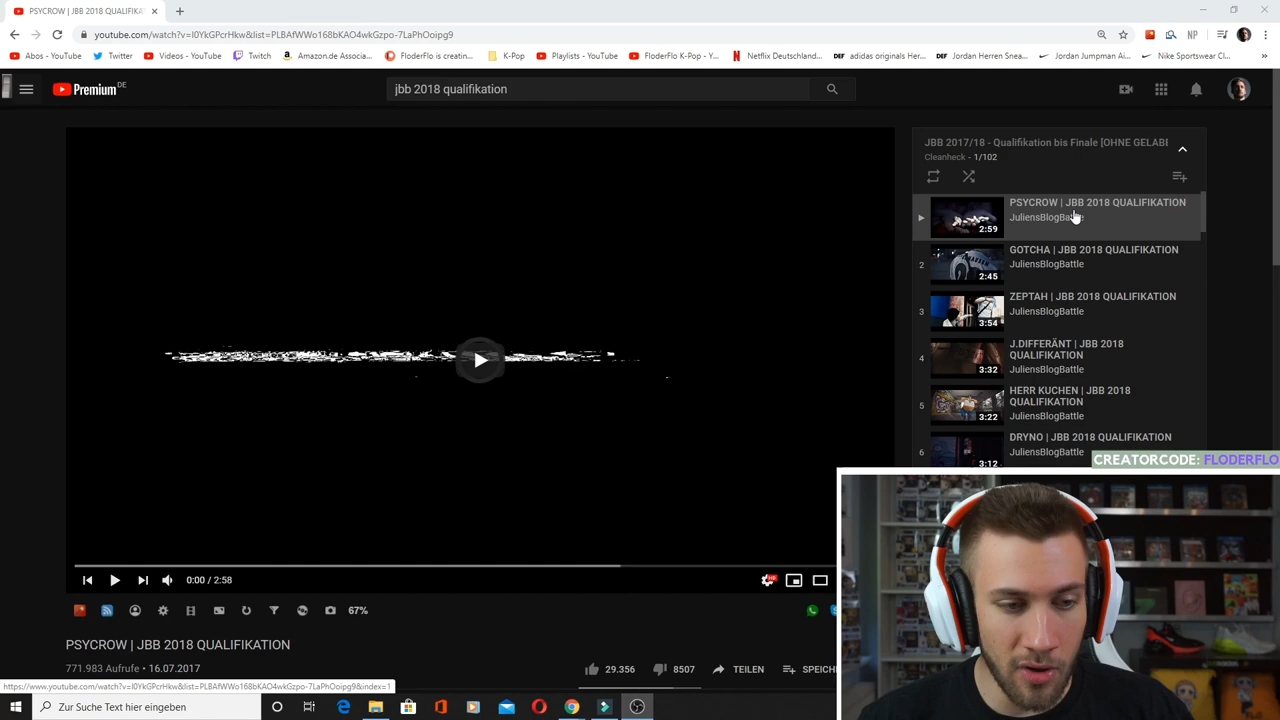 PSYCROW | JBB 2018 QUALIFIKA
youtube.com/watch?v=I0YkGPcrHkw&list=PLBAfWWo168bKAO4wkGzpo-7LaPhOoipg9
Abos - YouTube
Twitter
Videos - YouTube
Twitch
Amazon.de Associa...
FloderFlo is creatin...
K-Pop
Playlists - YouTube
FloderFlo K-Pop - Y...
Netflix Deutschland...
adidas originals Her...
Jordan Herren Snea...
Jordan Jumpman Ai...
Nike Sportswear Cl...
Premium DE
jbb 2018 qualifikation
JBB 2017/18 - Qualifikation bis Finale [OHNE GELABE
Cleanheck - 1/102
PSYCROW | JBB 2018 QUALIFIKATION
JuliensBlogBattle
2:59
2
GOTCHA | JBB 2018 QUALIFIKATION
JuliensBlogBattle
2:45
3
ZEPTAH | JBB 2018 QUALIFIKATION
JuliensBlogBattle
3:54
4
J.DIFFERÄNT | JBB 2018
QUALIFIKATION
JuliensBlogBattle
3:32
5
HERR KUCHEN | JBB 2018
QUALIFIKATION
JuliensBlogBattle
3:22
6
DRYNO | JBB 2018 QUALIFIKATION
JuliensBlogBattle
3:12
CREATORCODE: FLODERFLO
0:00 / 2:58
67%
PSYCROW | JBB 2018 QUALIFIKATION
771.983 Aufrufe • 16.07.2017
29.356
8507
TEILEN
SPEICHE
https://www.youtube.com/watch?v=I0YkGPcrHkw&list=PLBAfWWo168bKAO4wkGzpo-7LaPhOoipg9&index=1
Zur Suche Text hier eingeben